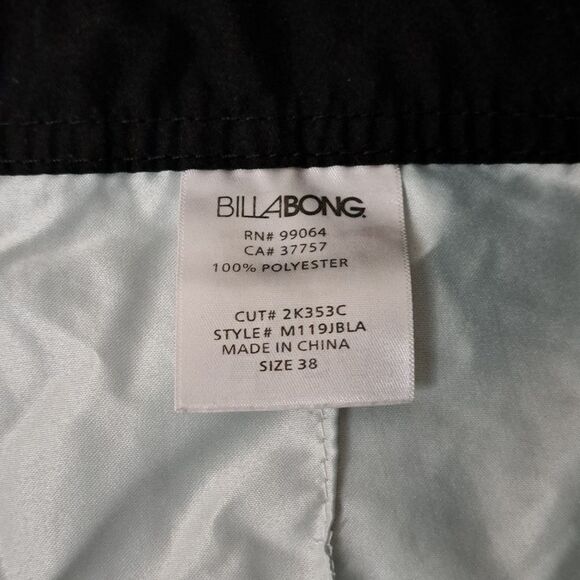 BILLABONG
RN# 99064
CA# 37757
100% POLYESTER
CUT# 2K353C
STYLE# M119JBLA
MADE IN CHINA
SIZE 38